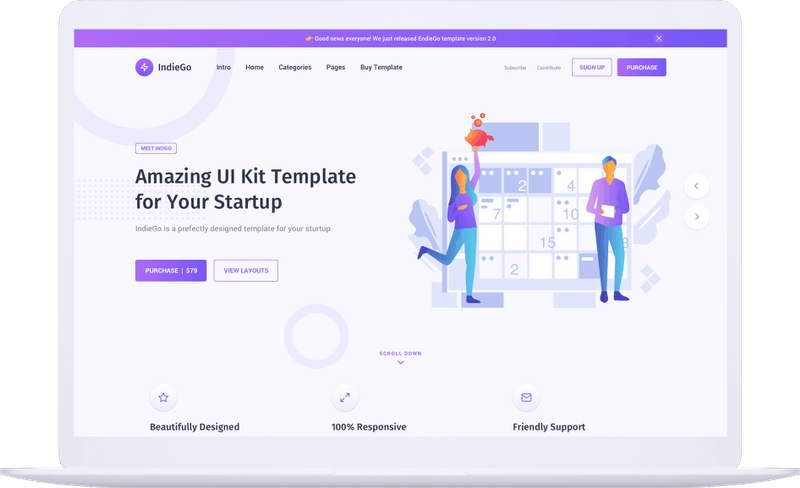 👉 Good news everyone! We just released EndieGo template version 2.0
IndieGo
Intro Home Categories Pages Buy Template
Subscribe Contribute SIGN UP PURCHASE
MEET INDIGO
Amazing UI Kit Template
for Your Startup
IndieGo is a prefectly designed template for your startup
PURCHASE | $79 VIEW LAYOUTS
2 4
7 10
15 8
2
SCROLL DOWN
Beautifully Designed 100% Responsive Friendly Support